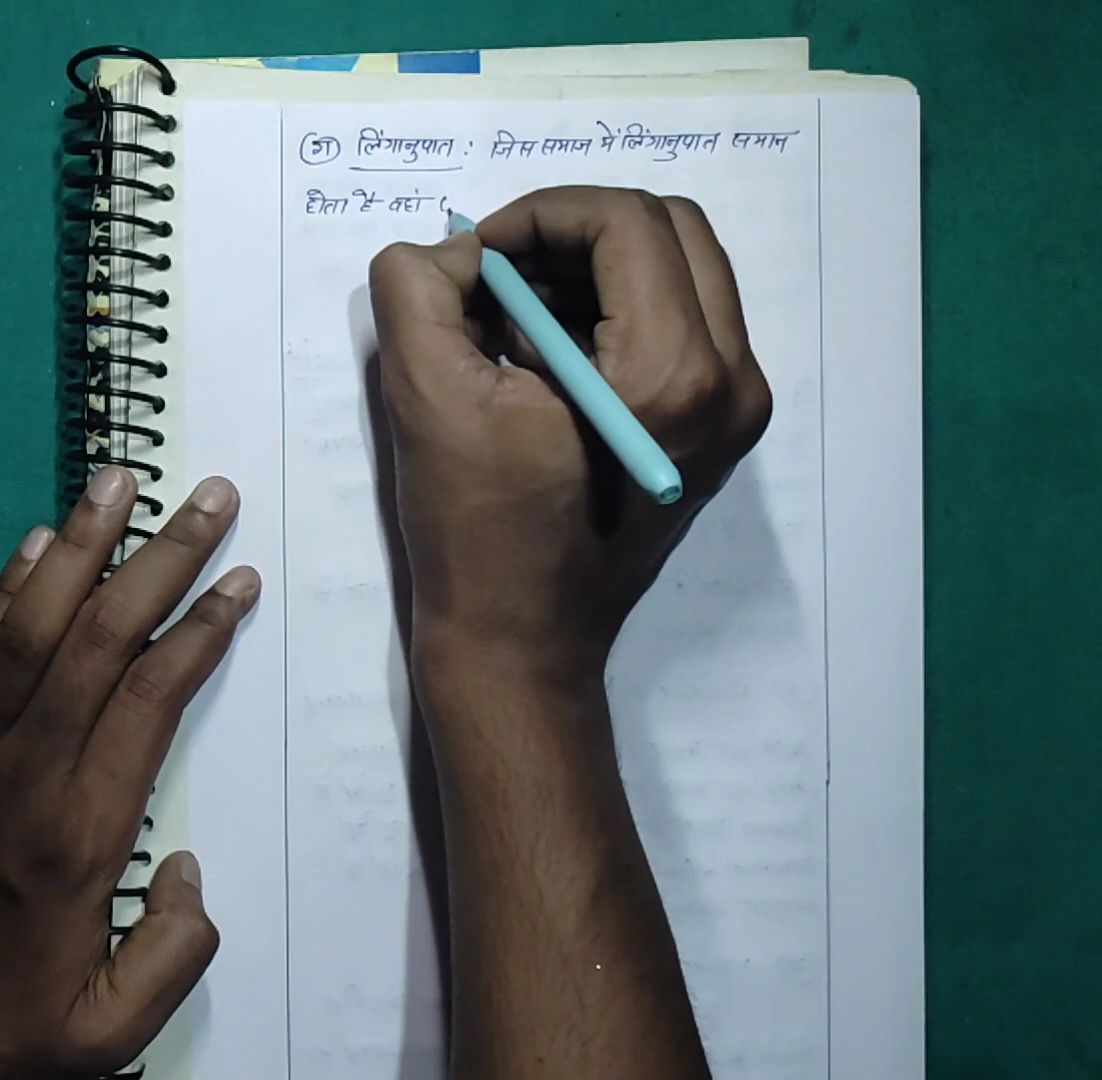 (ग) लिंगानुपात : जिस समाज में लिंगानुपात समान
होता है वहां